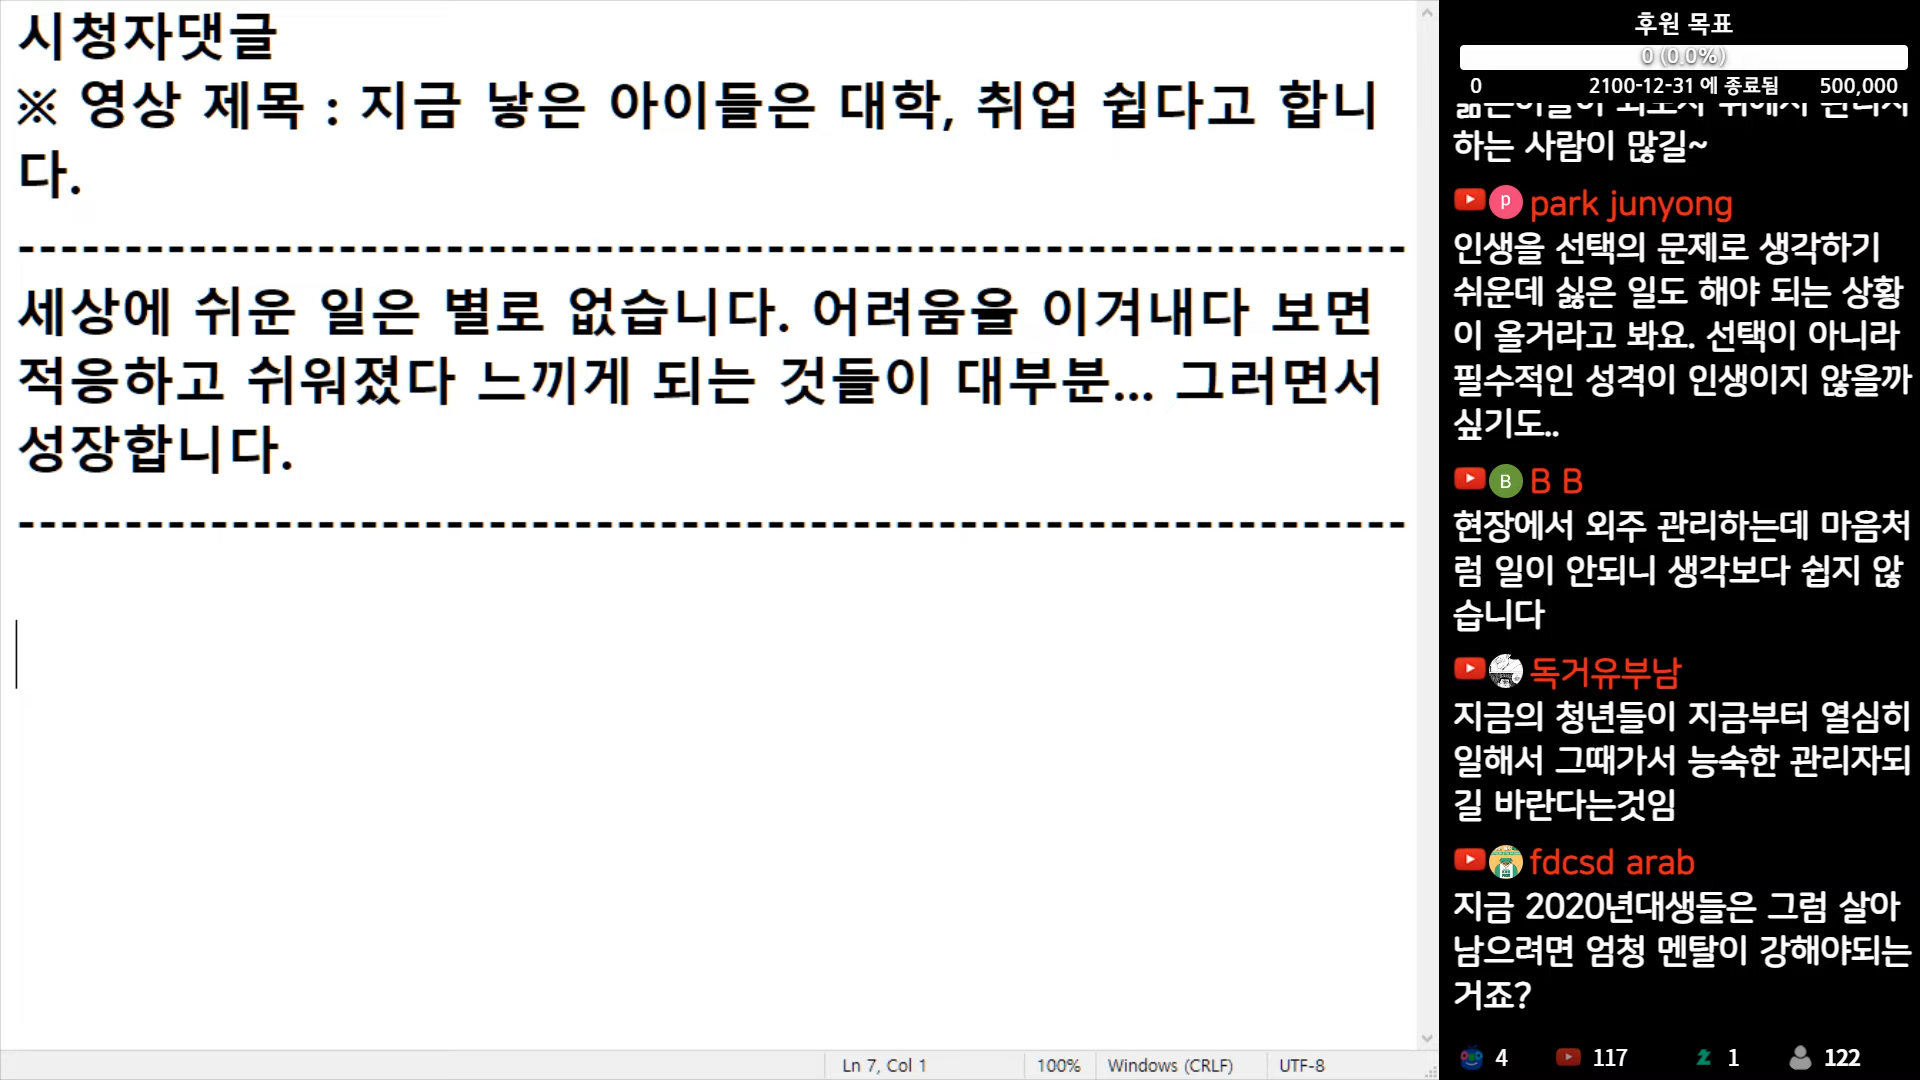 시청자댓글
※ 영상 제목 : 지금 낳은 아이들은 대학, 취업 쉽다고 합니
다.
-----------------------------------------------------------------
세상에 쉬운 일은 별로 없습니다. 어려움을 이겨내다 보면
적응하고 쉬워졌다 느끼게 되는 것들이 대부분... 그러면서
성장합니다.
-----------------------------------------------------------------
Ln 7, Col 1
100%
Windows (CRLF)
UTF-8
후원 목표
0 (0.0%)
0 2100-12-31 에 종료됨 500,000
하는 사람이 많길~
park junyong
인생을 선택의 문제로 생각하기
쉬운데 싫은 일도 해야 되는 상황
이 올거라고 봐요. 선택이 아니라
필수적인 성격이 인생이지 않을까
싶기도..
B B
현장에서 외주 관리하는데 마음처
럼 일이 안되니 생각보다 쉽지 않
습니다
독거유부남
지금의 청년들이 지금부터 열심히
일해서 그때가서 능숙한 관리자되
길 바란다는것임
fdcsd arab
지금 2020년대생들은 그럼 살아
남으려면 엄청 멘탈이 강해야되는
거죠?
4 117 1 122